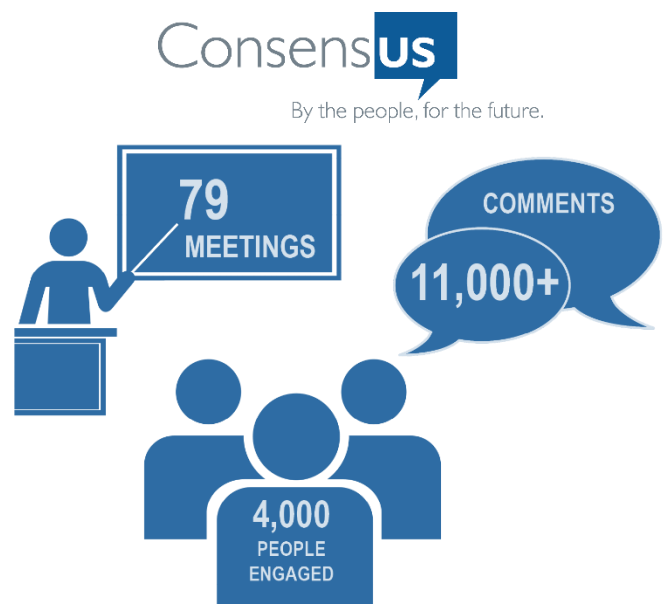 ConsensUS
By the people, for the future.
79
MEETINGS
COMMENTS
11,000+
4,000
PEOPLE
ENGAGED